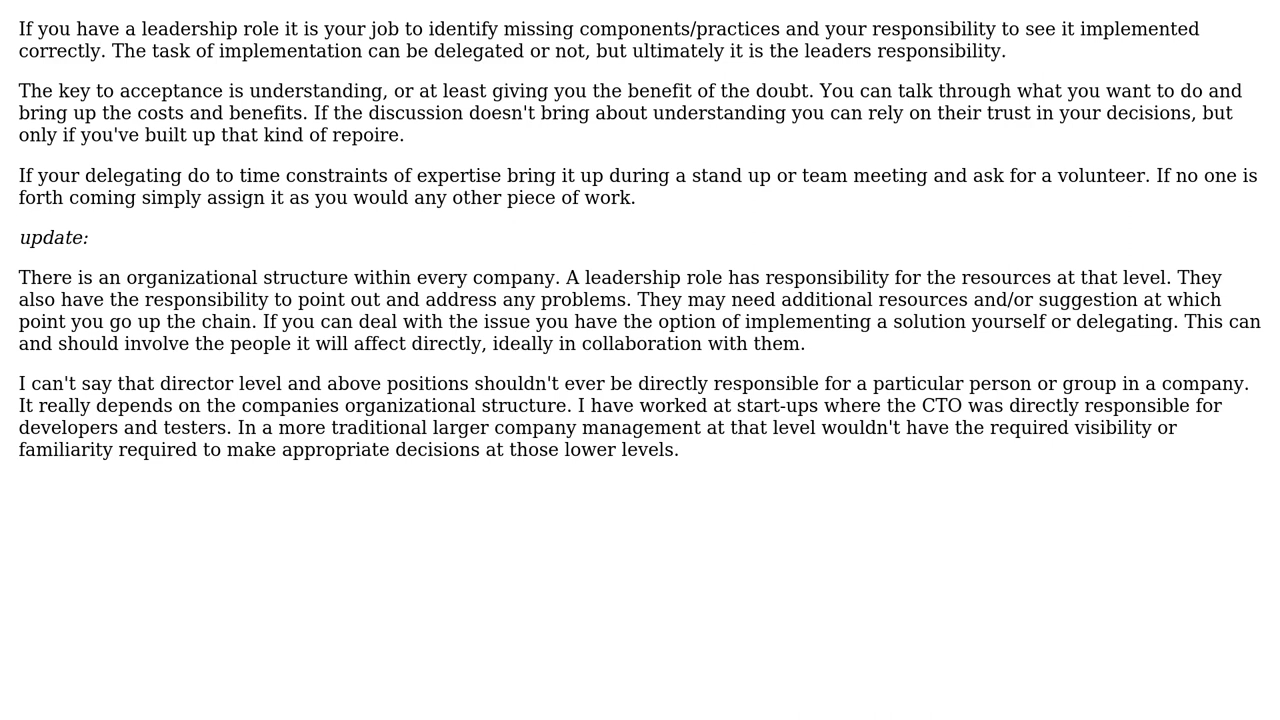 If you have a leadership role it is your job to identify missing components/practices and your responsibility to see it implemented
correctly. The task of implementation can be delegated or not, but ultimately it is the leaders responsibility.
The key to acceptance is understanding, or at least giving you the benefit of the doubt. You can talk through what you want to do and
bring up the costs and benefits. If the discussion doesn't bring about understanding you can rely on their trust in your decisions, but
only if you've built up that kind of repoire.
If your delegating do to time constraints of expertise bring it up during a stand up or team meeting and ask for a volunteer. If no one is
forth coming simply assign it as you would any other piece of work.
update:
There is an organizational structure within every company. A leadership role has responsibility for the resources at that level. They
also have the responsibility to point out and address any problems. They may need additional resources and/or suggestion at which
point you go up the chain. If you can deal with the issue you have the option of implementing a solution yourself or delegating. This can
and should involve the people it will affect directly, ideally in collaboration with them.
I can't say that director level and above positions shouldn't ever be directly responsible for a particular person or group in a company.
It really depends on the companies organizational structure. I have worked at start-ups where the CTO was directly responsible for
developers and testers. In a more traditional larger company management at that level wouldn't have the required visibility or
familiarity required to make appropriate decisions at those lower levels.